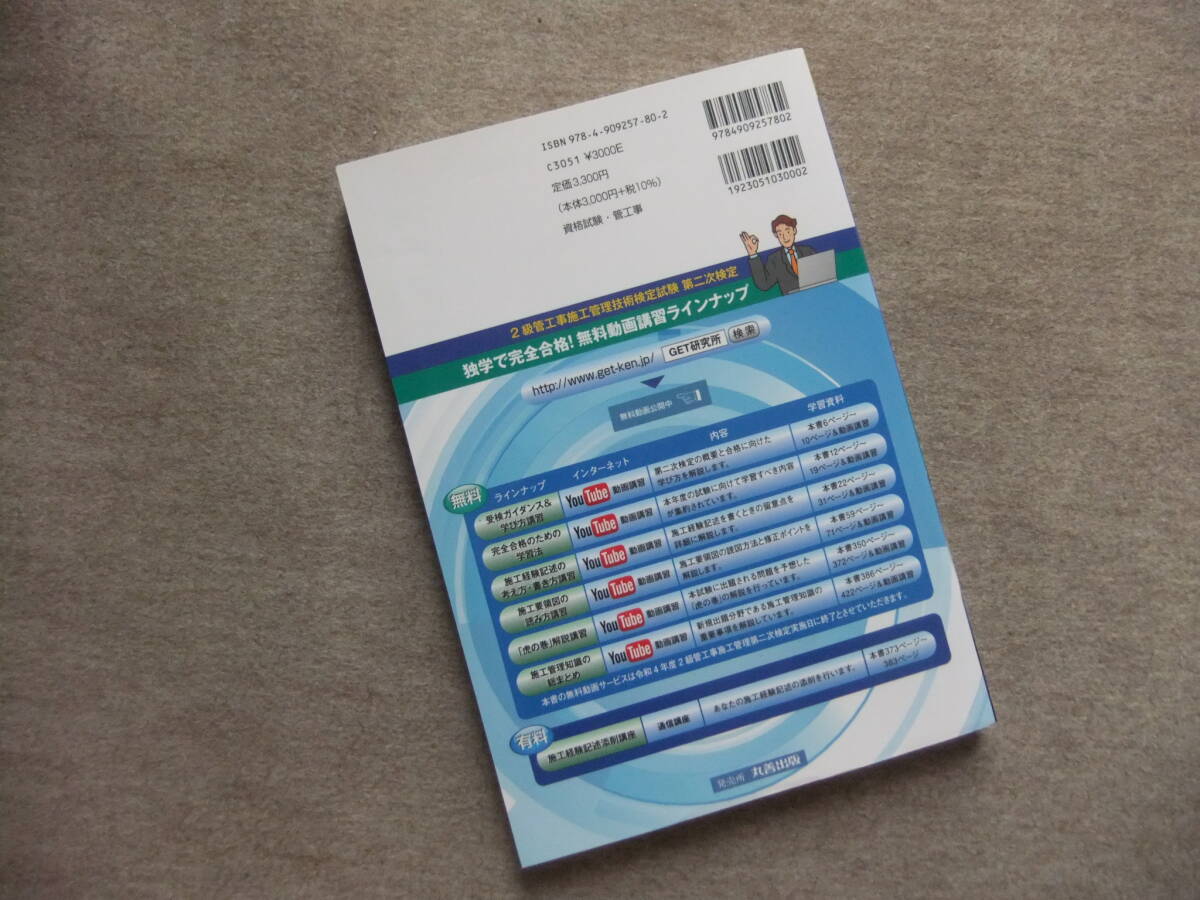 ISBN 978-4-909257-80-2
C3051 ¥3000E
定価3,300円
(本体3,000円+税10%)
資格試験・管工事
9784909257802
1923051030002
2級管工事施工管理技術検定試験 第二次検定
独学で完全合格!無料動画講習ラインナップ
http://www.get-ken.jp/ GET研究所 検索
無料動画公開中
無料
ラインナップ インターネット 内容 学習資料
受検ガイダンス&
学び方講習
YouTube 動画講習
第二次検定の概要と合格に向けた
学び方を解説します。
本書6ページ～
10ページ&動画講習
完全合格のための
学習法
YouTube 動画講習
本年度の試験に向けて学習すべき内容
が集約されています。
本書12ページ～
19ページ&動画講習
施工経験記述の
考え方・書き方講習
YouTube 動画講習
施工経験記述を書くときの留意点を
詳細に解説します。
本書22ページ～
31ページ&動画講習
施工要領図の
読み方講習
YouTube 動画講習
施工要領図の読図方法と修正ポイントを
解説します。
本書59ページ～
71ページ&動画講習
「虎の巻」解説講習
YouTube 動画講習
本試験に出題される問題を予想した
「虎の巻」の解説を行っています。
本書350ページ～
372ページ&動画講習
施工管理知識の
総まとめ
YouTube 動画講習
新規出題分野である施工管理知識の
重要事項を解説しています。
本書386ページ～
422ページ&動画講習
本書の無料動画サービスは令和4年度2級管工事施工管理第二次検定実施日に終了とさせていただきます。
有料
施工経験記述添削講座
通信講座
あなたの施工経験記述の添削を行います。
本書373ページ～
383ページ
発売所 丸善出版